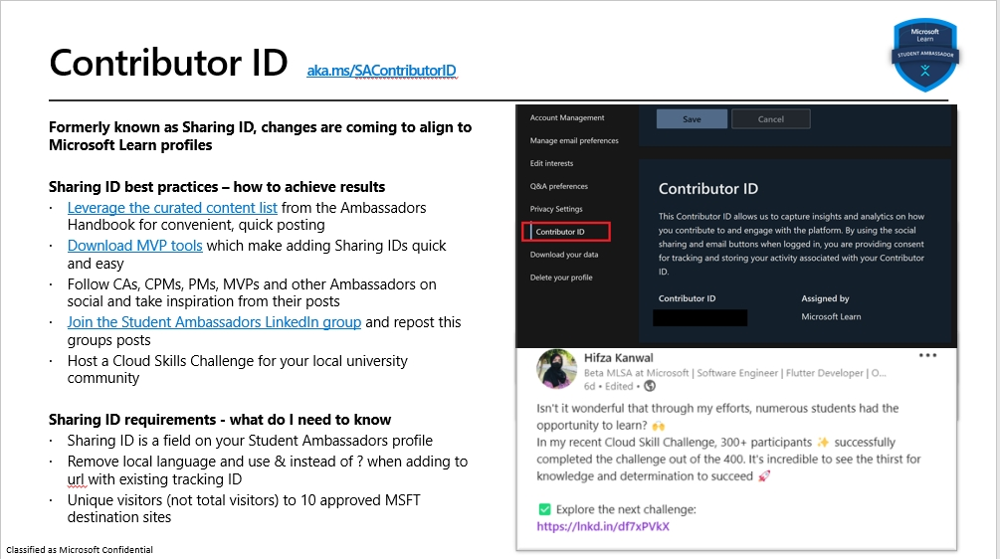 Contributor ID aka.ms/SAContributorID
Microsoft
Learn
STUDENT AMBASSADOR
Formerly known as Sharing ID, changes are coming to align to
Microsoft Learn profiles
Sharing ID best practices – how to achieve results
· Leverage the curated content list from the Ambassadors
Handbook for convenient, quick posting
· Download MVP tools which make adding Sharing IDs quick
and easy
· Follow CAs, CPMs, PMs, MVPs and other Ambassadors on
social and take inspiration from their posts
· Join the Student Ambassadors LinkedIn group and repost this
groups posts
· Host a Cloud Skills Challenge for your local university
community
Sharing ID requirements - what do I need to know
· Sharing ID is a field on your Student Ambassadors profile
· Remove local language and use & instead of ? when adding to
url with existing tracking ID
· Unique visitors (not total visitors) to 10 approved MSFT
destination sites
Classified as Microsoft Confidential
Account Management
Manage email preferences
Edit interests
Q&A preferences
Privacy Settings
Contributor ID
Download your data
Delete your profile
Save Cancel
Contributor ID
This Contributor ID allows us to capture insights and analytics on how
you contribute to and engage with the platform. By using the social
sharing and email buttons when logged in, you are providing consent
for tracking and storing your activity associated with your Contributor
ID.
Contributor ID Assigned by
Microsoft Learn
Hifza Kanwal
Beta MLSA at Microsoft | Software Engineer | Flutter Developer | O...
6d • Edited •
Isn't it wonderful that through my efforts, numerous students had the
opportunity to learn? 🙌
In my recent Cloud Skill Challenge, 300+ participants ✨ successfully
completed the challenge out of the 400. It's incredible to see the thirst for
knowledge and determination to succeed 🚀
✅ Explore the next challenge:
https://lnkd.in/df7xPVkX